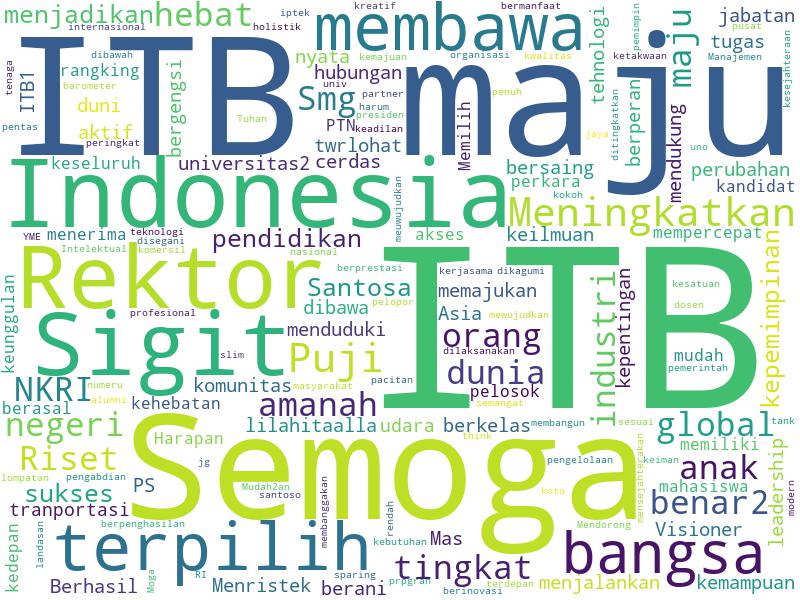 menjadikan hebat
internasional
iptek
holistik
kreatif
bermanfaat
jabatan
pusat
tugas
Manajemen
membawa
tehnologi
pemimpin
maju
ITB maju
dibawah
tenaga
ITB1
rangking
barometer
duni
aktif
pentas
peringkat
bergengsi
Tuhan
nyata
kemajuan
organisasi
kwalitas
ketakwaan
kesejahteraan
hubungan
univ
Smg
partner
penuh
harum
presiden
PTN
keadilan
twrlohat
Memilih
jaya
ditingkatkan
berperan
mendukung
uno
keseluruh
universitas2
cerdas
bersaing
perubahan
perkara
kandidat
kokoh
Indonesia
meuwujudkan
Meningkatkan
YME
menerima
teknologi
disegani
pendidikan
akses
keilmuan
mempercepat
Intelektual
komersil
nasional
Rektor
keunggulan
berprestasi
kerjasama
dikagumi
kesatuan
Santosa
pelopor
memajukan
dosen
dibawa
profesional
Asia
mewujudkan
ITB
industri
kepentingan
kepemimpinan
Sigit
menduduki
orang
dilaksanakan
mudah
pemerintah
slim
Puji
dunia
NKRI
numeru
komunitas
masyarakat
pacitan
pelosok
alumni
berasal
kehebatan
amanah
semangat
negeri
lilahitaalla
udara
berkelas
membangun
sesuai
global
tank
Harapan
think
memiliki
Semoga
Riset
jg
pengelolaan
keiman
anak
leadership
lompatan
pengabdian
mensejahterakan
mahasiswa
modern
sukses
PS
Mudah2an
santoso
kota
benar2
tranportasi
membanggakan
rendah
Mendorong
Visioner
berpenghasilan
kedepan
landasan
terpilih
kebutuhan
Mas
bangsa
tingkat
Berhasil
Moga
RI
Menristek
sparing
berani
prpgran
berinovasi
terdepan
menjalankan
kemampuan